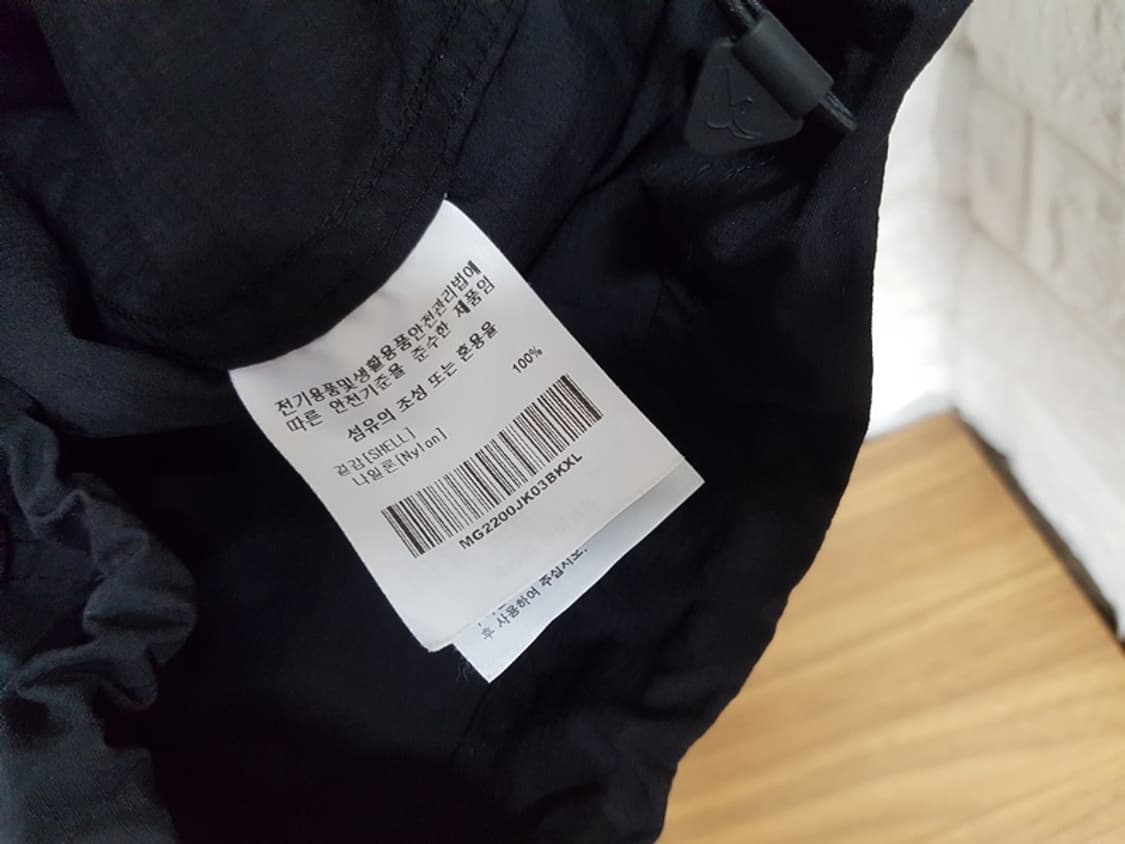 전기용품및생활용품안전관리법에
따른 안전기준을 준수한 제품임
섬유의 조성 또는 혼용율
겉감[SHELL]
나일론[Nylon] 100%
MG2200JK03BKXL
후 사용하여 주십시오.